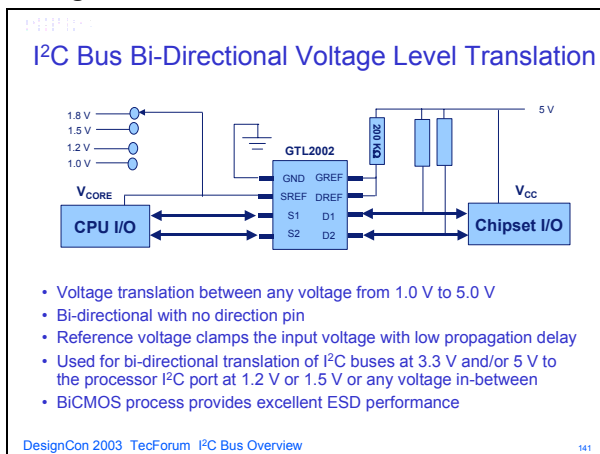 I²C Bus Bi-Directional Voltage Level Translation
1.8 V
1.5 V
1.2 V
1.0 V
5 V
200 KΩ
GTL2002
GND GREF
SREF DREF
S1 D1
S2 D2
VCORE
CPU I/O
VCC
Chipset I/O
• Voltage translation between any voltage from 1.0 V to 5.0 V
• Bi-directional with no direction pin
• Reference voltage clamps the input voltage with low propagation delay
• Used for bi-directional translation of I²C buses at 3.3 V and/or 5 V to
the processor I²C port at 1.2 V or 1.5 V or any voltage in-between
• BiCMOS process provides excellent ESD performance
DesignCon 2003 TecForum I²C Bus Overview
141